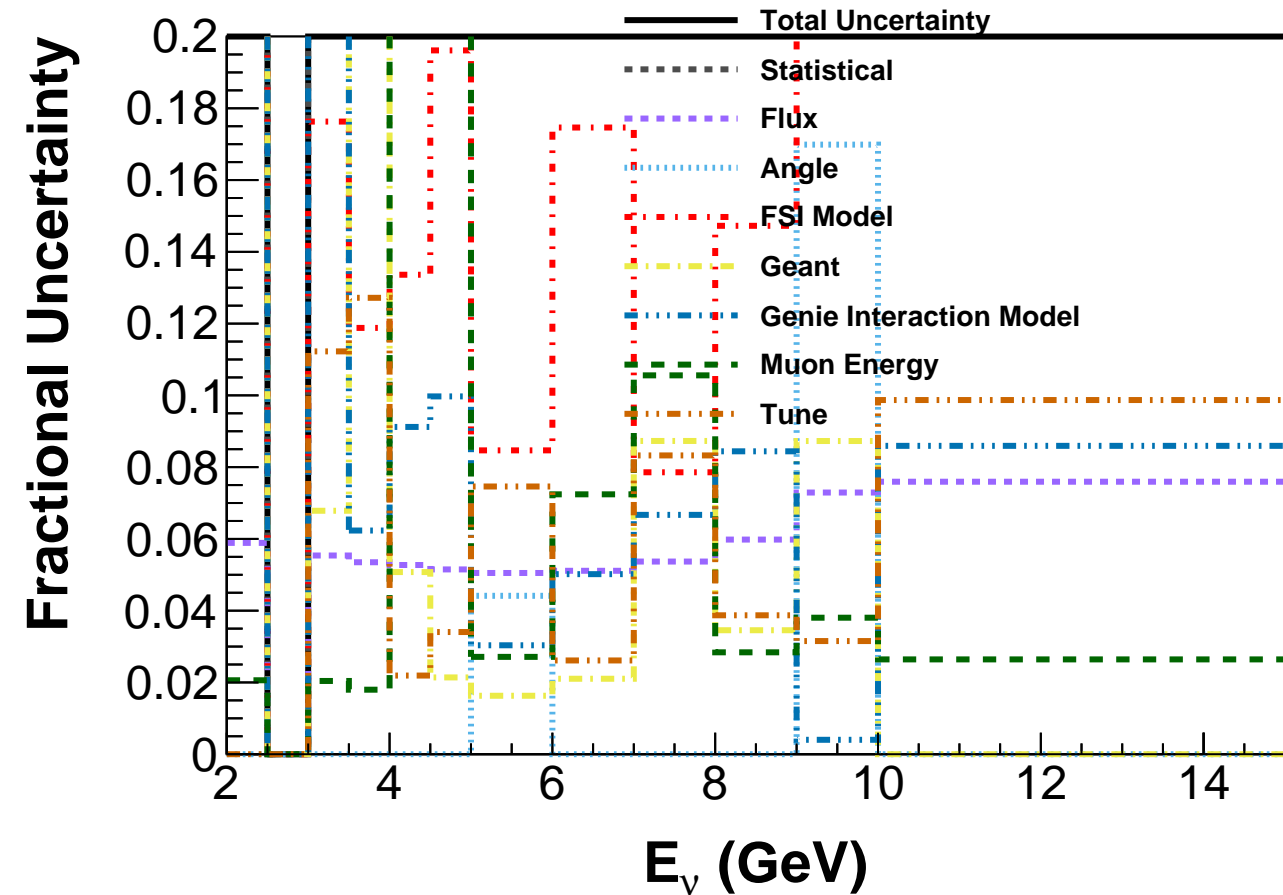 Fractional Uncertainty
0.2
0.18
0.16
0.14
0.12
0.1
0.08
0.06
0.04
0.02
0
Total Uncertainty
Statistical
Flux
Angle
FSI Model
Geant
Genie Interaction Model
Muon Energy
Tune
2 4 6 8 10 12 14
E_ν (GeV)